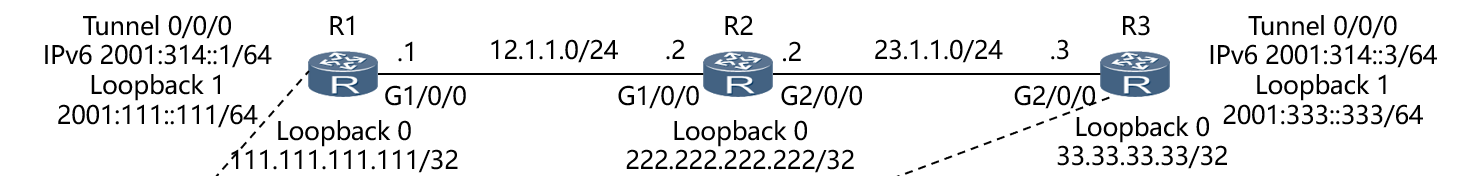 Tunnel 0/0/0
IPv6 2001:314::1/64
Loopback 1
2001:111::111/64
R1
R
.1
G1/0/0
Loopback 0
111.111.111.111/32
12.1.1.0/24
R2
R
.2
G1/0/0
.2
G2/0/0
Loopback 0
222.222.222.222/32
23.1.1.0/24
R3
R
.3
G2/0/0
Loopback 0
33.33.33.33/32
Tunnel 0/0/0
IPv6 2001:314::3/64
Loopback 1
2001:333::333/64